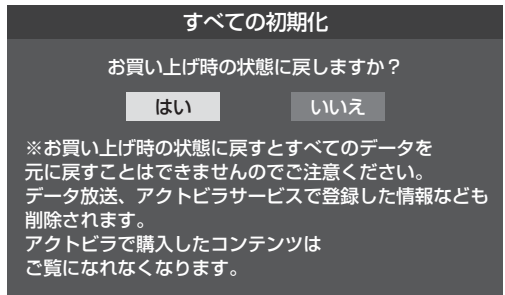 すべての初期化
お買い上げ時の状態に戻しますか？
はい いいえ
※お買い上げ時の状態に戻すとすべてのデータを
元に戻すことはできませんのでご注意ください。
データ放送、アクトビラサービスで登録した情報なども
削除されます。
アクトビラで購入したコンテンツは
ご覧になれなくなります。